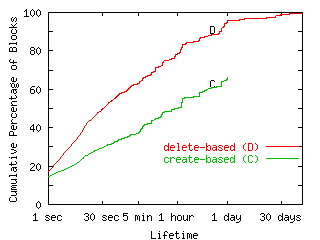 Cumulative Percentage of Blocks
100
80
60
40
20
0
D
C
delete-based (D)
create-based (C)
1 sec 30 sec 5 min 1 hour 1 day 30 days
Lifetime